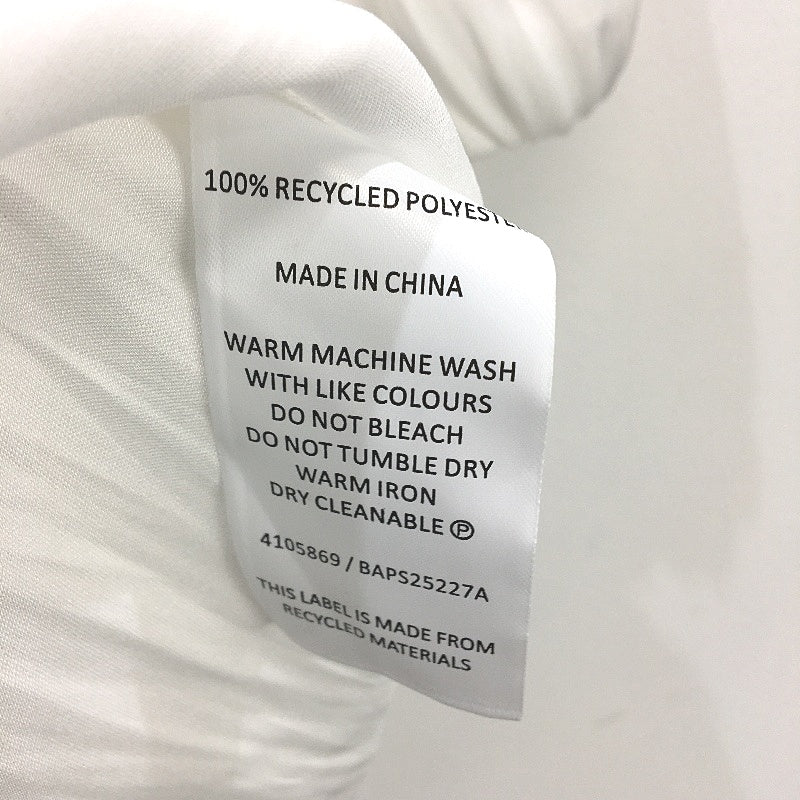 100% RECYCLED POLYESTER
MADE IN CHINA
WARM MACHINE WASH
WITH LIKE COLOURS
DO NOT BLEACH
DO NOT TUMBLE DRY
WARM IRON
DRY CLEANABLE Ⓟ
4105869 / BAPS25227A
THIS LABEL IS MADE FROM
RECYCLED MATERIALS